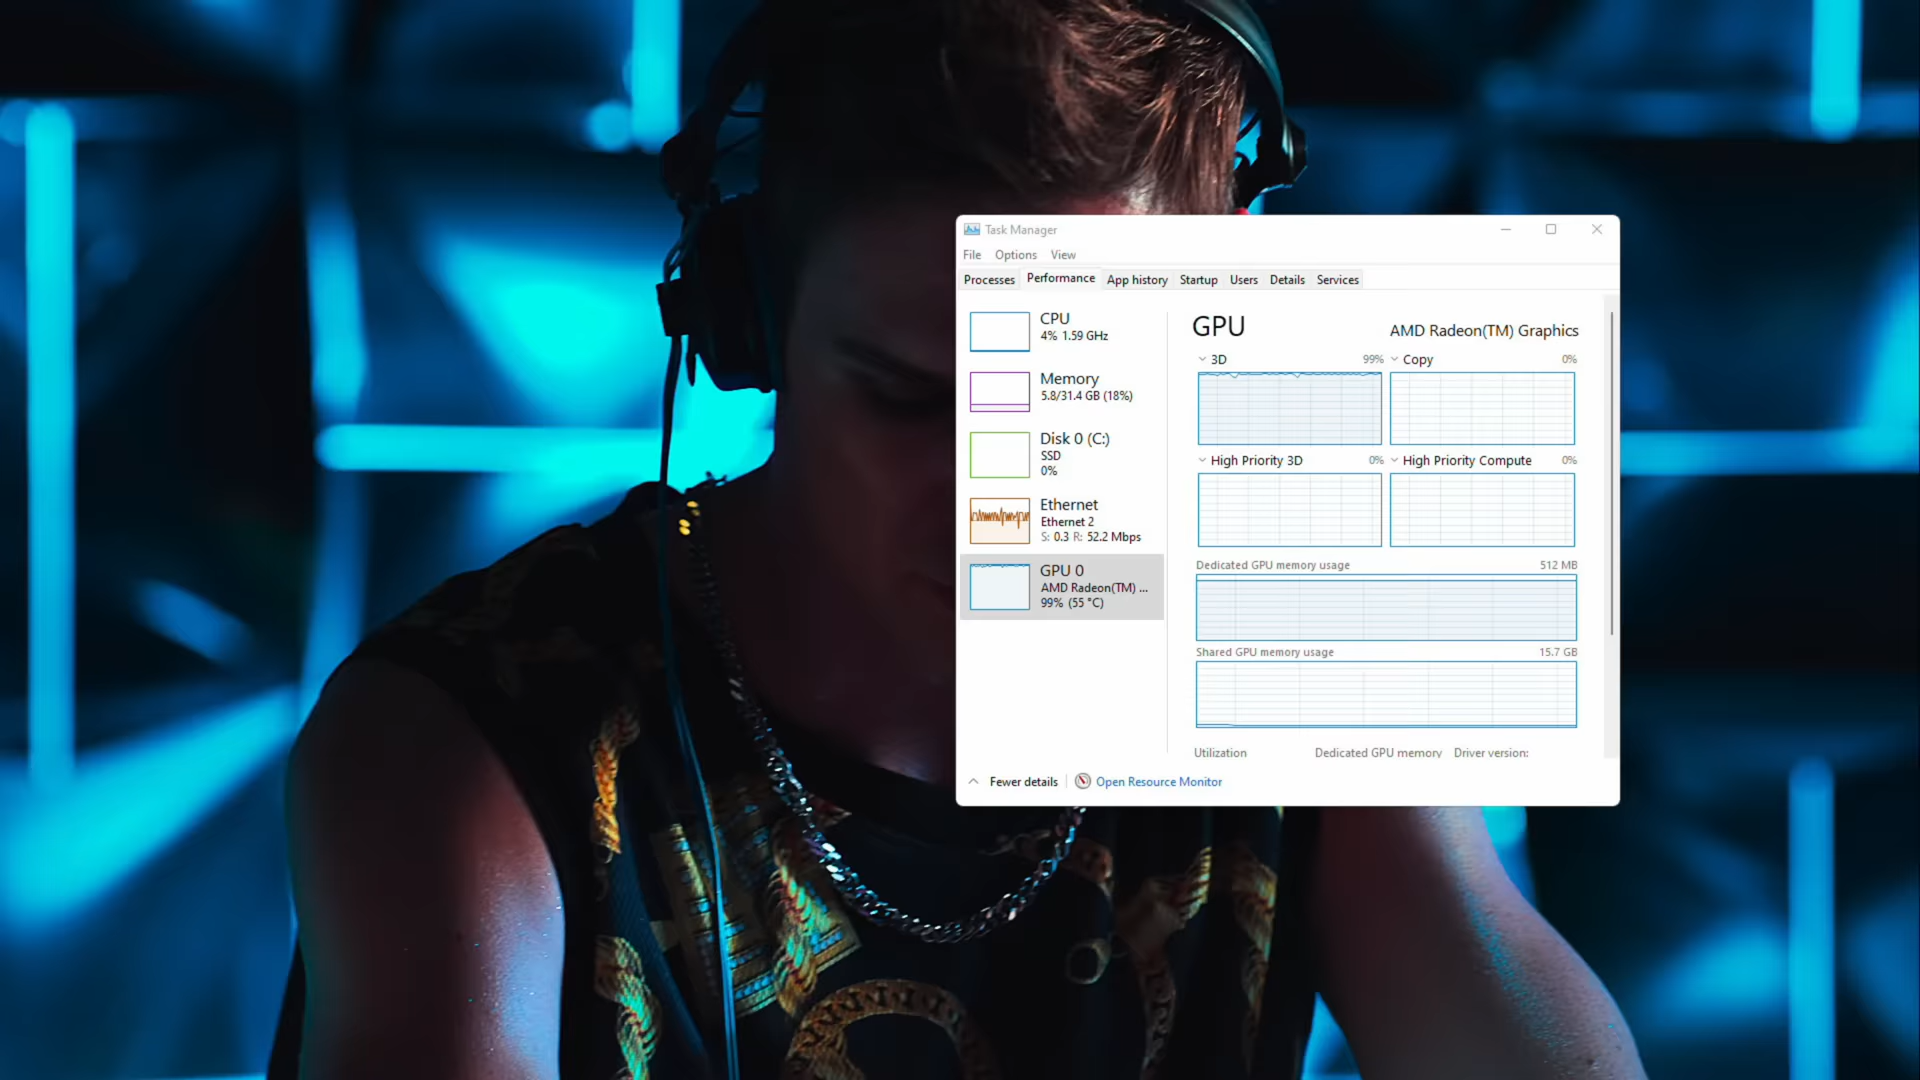 Task Manager
File Options View
Processes Performance App history Startup Users Details Services
CPU
4% 1.59 GHz
Memory
5.8/31.4 GB (18%)
Disk 0 (C:)
SSD
0%
Ethernet
Ethernet 2
S: 0.3 R: 52.2 Mbps
GPU 0
AMD Radeon(TM) ...
99% (55 °C)
GPU AMD Radeon(TM) Graphics
3D 99% Copy 0%
High Priority 3D 0% High Priority Compute 0%
Dedicated GPU memory usage 512 MB
Shared GPU memory usage 15.7 GB
Utilization Dedicated GPU memory Driver version:
Fewer details Open Resource Monitor